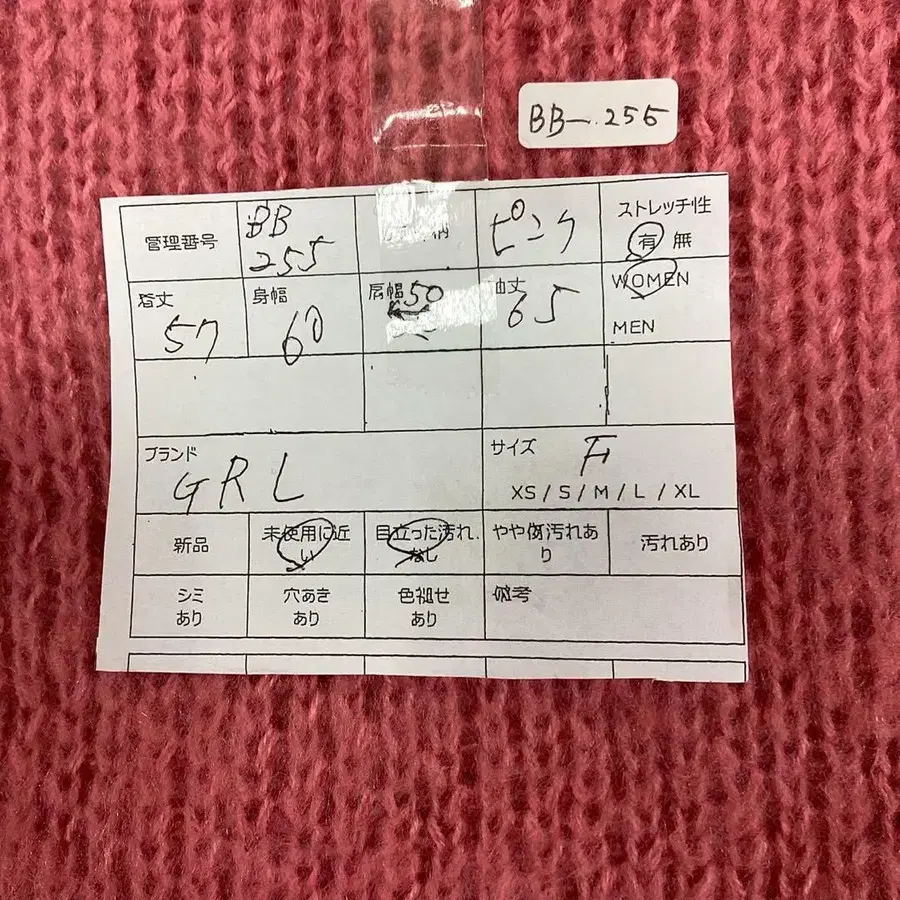 BB-.255
管理番号
BB
255
柄
ピンク
ストレッチ性
有 無
着丈
57
身幅
60
肩幅 50
袖丈
65
WOMEN
MEN
ブランド
GRL
サイズ
F
XS / S / M / L / XL
新品
未使用に近
い
目立った汚れ
なし
やや傷汚れあ
り
汚れあり
シミ
あり
穴あき
あり
色褪せ
あり
備考